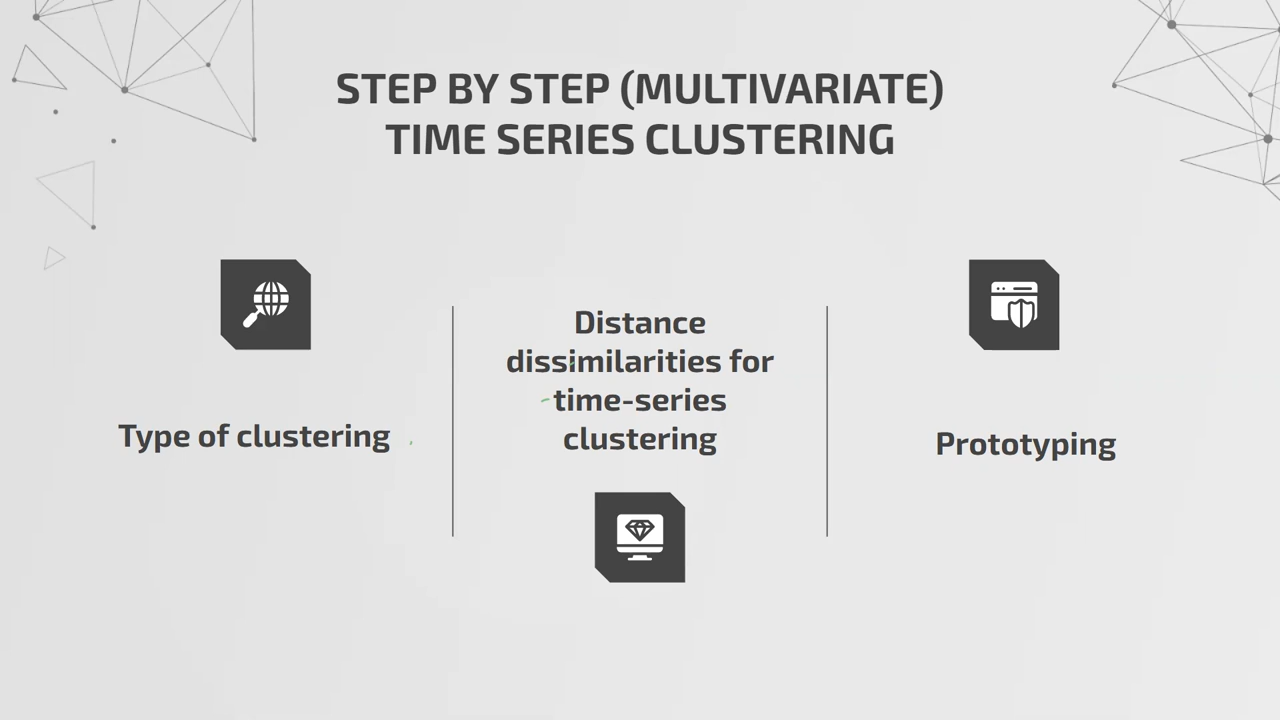 STEP BY STEP (MULTIVARIATE)
TIME SERIES CLUSTERING
Type of clustering
Distance
dissimilarities for
time-series
clustering
Prototyping